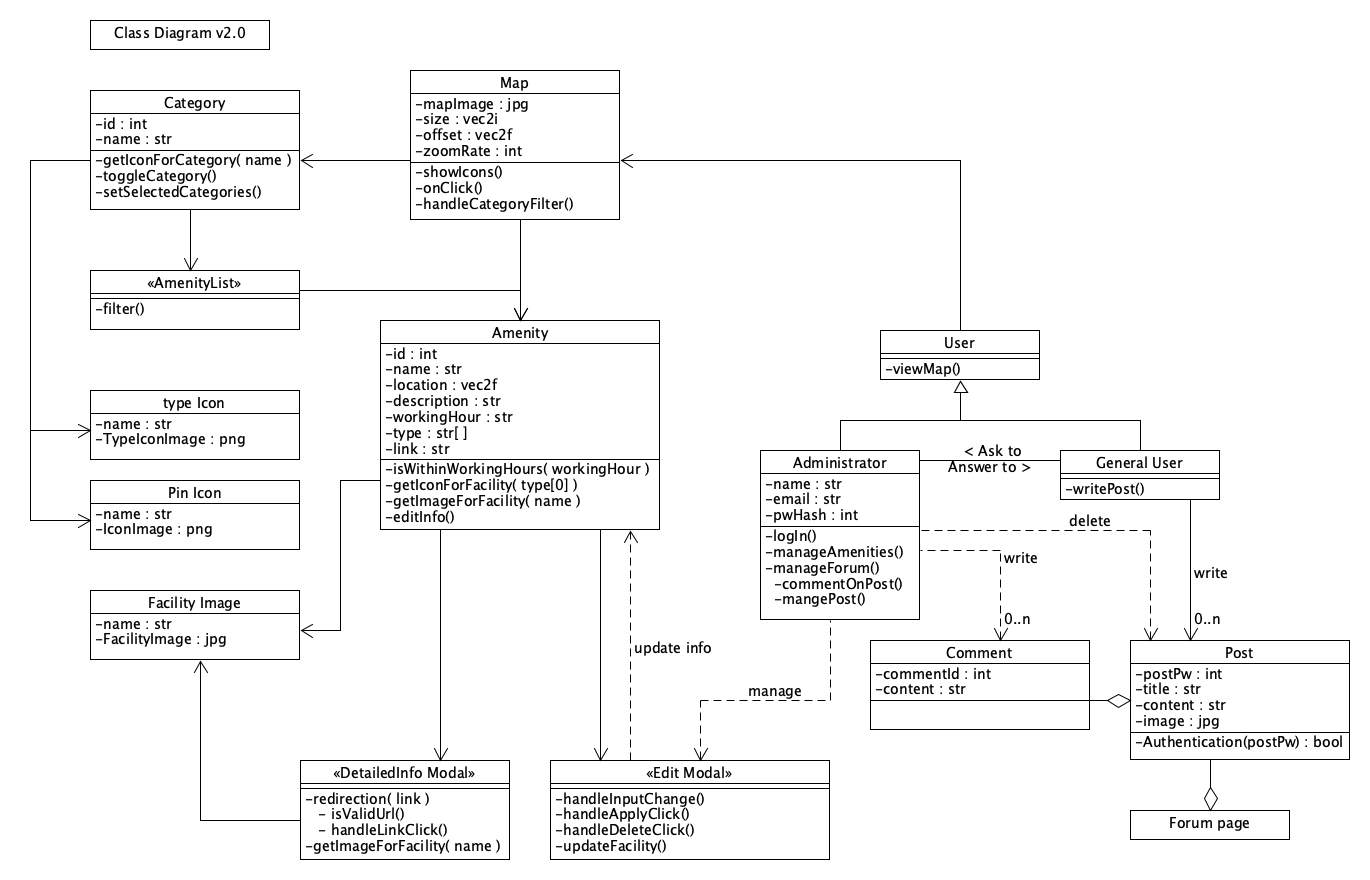 Class Diagram v2.0
Category
-id : int
-name : str
-getIconForCategory( name )
-toggleCategory()
-setSelectedCategories()
Map
-mapImage : jpg
-size : vec2i
-offset : vec2f
-zoomRate : int
-showIcons()
-onClick()
-handleCategoryFilter()
«AmenityList»
-filter()
Amenity
-id : int
-name : str
-location : vec2f
-description : str
-workingHour : str
-type : str[ ]
-link : str
-isWithinWorkingHours( workingHour )
-getIconForFacility( type[0] )
-getImageForFacility( name )
-editInfo()
User
-viewMap()
type Icon
-name : str
-TypeIconImage : png
Pin Icon
-name : str
-IconImage : png
Facility Image
-name : str
-FacilityImage : jpg
Administrator
-name : str
-email : str
-pwHash : int
-logIn()
-manageAmenities()
-manageForum()
-commentOnPost()
-mangePost()
< Ask to
Answer to >
General User
-writePost()
delete
write
write
0..n
0..n
update info
manage
Comment
-commentId : int
-content : str
Post
-postPw : int
-title : str
-content : str
-image : jpg
-Authentication(postPw) : bool
«DetailedInfo Modal»
-redirection( link )
- isValidUrl()
- handleLinkClick()
-getImageForFacility( name )
«Edit Modal»
-handleInputChange()
-handleApplyClick()
-handleDeleteClick()
-updateFacility()
Forum page